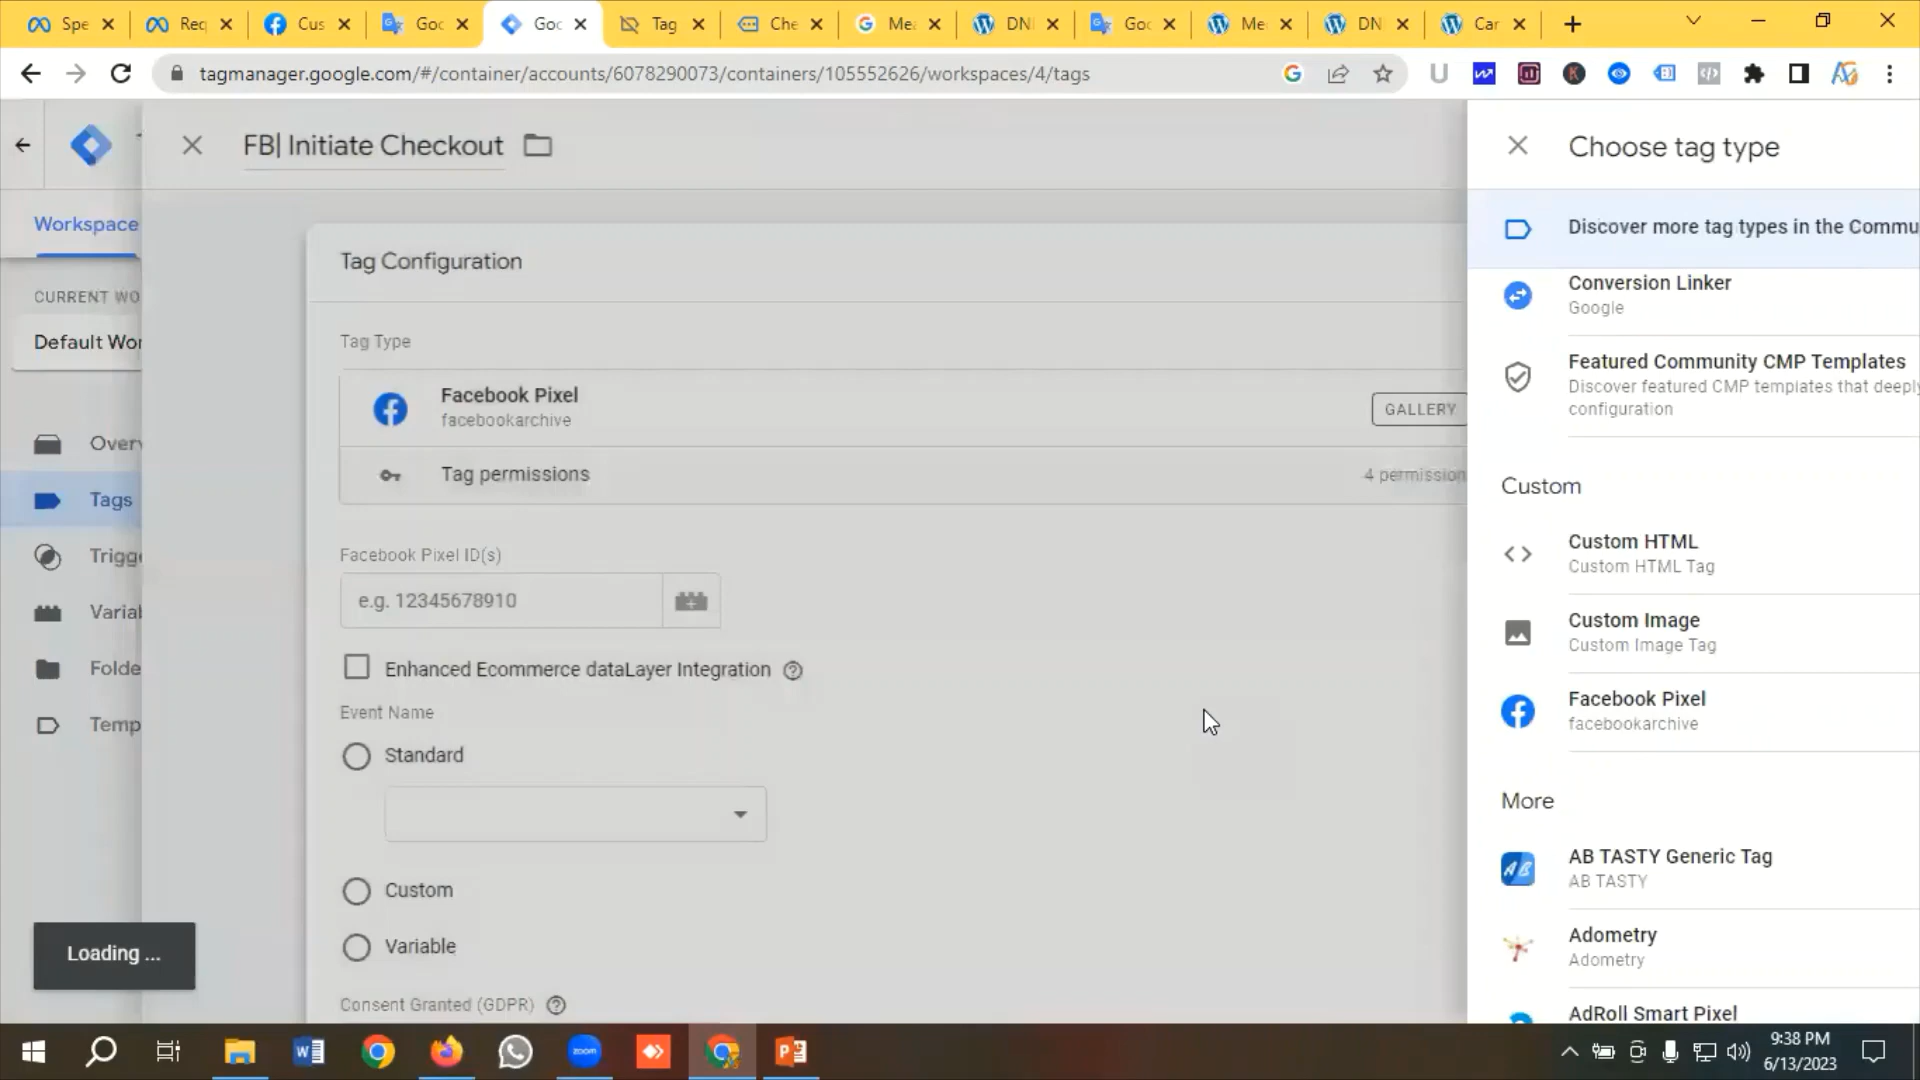 Spe
Req
Cus
Goc
Goc
Tag
Che
Mea
DN
Goc
Me
DN
Car
tagmanager.google.com/#/container/accounts/6078290073/containers/105552626/workspaces/4/tags
FB| Initiate Checkout
Choose tag type
Workspace
Discover more tag types in the Commu
Tag Configuration
Conversion Linker
Google
CURRENT WO
Default Wor
Tag Type
Featured Community CMP Templates
Discover featured CMP templates that deeply
configuration
Facebook Pixel
facebookarchive
GALLERY
Tag permissions
4 permission
Overv
Tags
Trigge
Variab
Folde
Temp
Custom
Custom HTML
Custom HTML Tag
Facebook Pixel ID(s)
e.g. 12345678910
Custom Image
Custom Image Tag
Enhanced Ecommerce dataLayer Integration
Facebook Pixel
facebookarchive
Event Name
Standard
More
AB TASTY Generic Tag
AB TASTY
Custom
Variable
Adometry
Adometry
Loading ...
Consent Granted (GDPR)
AdRoll Smart Pixel
zoom
9:38 PM
6/13/2023